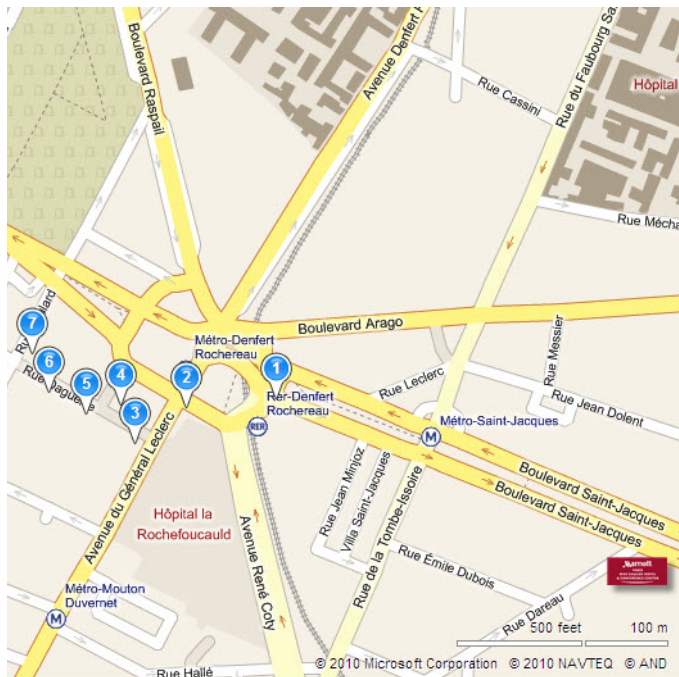 Boulevard Raspail
Avenue Denfert R
Rue du Faubourg Sa
Rue Cassini
Hôpital
Rue Mécha
7
6
5
4
3
2
1
Métro-Denfert
Rochereau
Boulevard Arago
Rue Messier
Rue Leclerc
Rue Jean Dolent
Rer-Denfert
Rochereau
RER
Métro-Saint-Jacques
M
Boulevard Saint-Jacques
Boulevard Saint-Jacques
Avenue du Général Leclerc
Hôpital la
Rochefoucauld
Rue Jean Minjoz
Villa Saint-Jacques
Rue de la Tombe-Issoire
Avenue René Coty
Rue Émile Dubois
Métro-Mouton
Duvernet
M
Marriott
Rue Dareau
Rue Hallé
500 feet
100 m
© 2010 Microsoft Corporation © 2010 NAVTEQ © AND